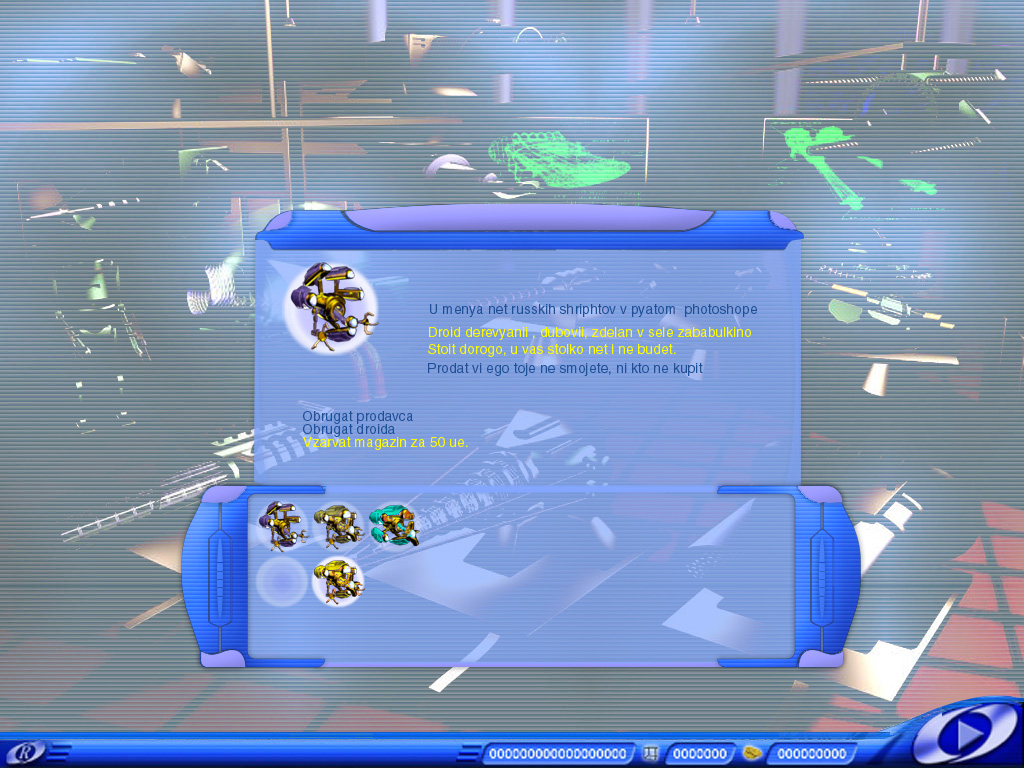 U menya net russkih shriphtov v pyatom photoshope
Droid derevyanii , dubovii, zdelan v sele zababulkino
Stoit dorogo, u vas stolko net i ne budet.
Prodat vi ego toje ne smojete, ni kto ne kupit
Obrugat prodavca
Obrugat droida
Vzarvat magazin za 50 ue.
R 00000000000000000 0000000 000000000